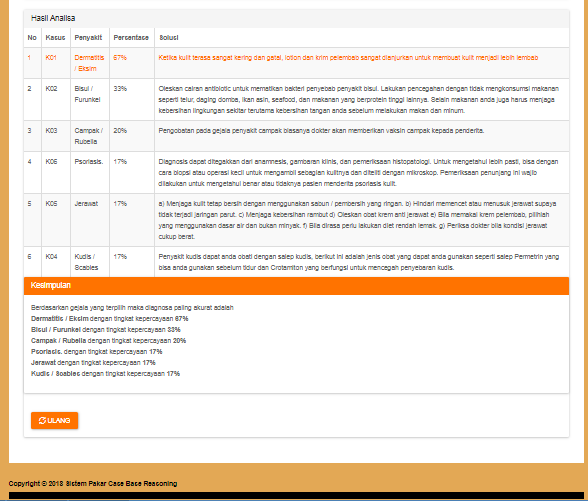 Hasil Analisa
No Kasus Penyakit Persentase Solusi
1 K01 Dermatitis / Eksim 67% Ketika kulit terasa sangat kering dan gatal, lotion dan krim pelembab sangat dianjurkan untuk membuat kulit menjadi lebih lembab
2 K02 Bisul / Furunkel 33% Oleskan cairan antibiotic untuk mematikan bakteri penyebab penyakit bisul. Lakukan pencegahan dengan tidak mengkonsumsi makanan
seperti telur, daging domba, ikan asin, seafood, dan makanan yang berprotein tinggi lainnya. Selain makanan anda juga harus menjaga
kebersihan lingkungan sekitar terutama kebersihan tangan anda sebelum melakukan makan dan minum.
3 K03 Campak / Rubella 20% Pengobatan pada gejala penyakit campak biasanya dokter akan memberikan vaksin campak kepada penderita.
4 K06 Psoriasis. 17% Diagnosis dapat ditegakkan dari anamnesis, gambaran klinis, dan pemeriksaan histopatologi. Untuk mengetahui lebih pasti, bisa dengan
cara biopsi atau operasi kecil untuk mengambil sebagian kulitnya dan diteliti dengan mikroskop. Pemeriksaan penunjang ini wajib
dilakukan untuk mengetahui benar atau tidaknya pasien menderita psoriasis kulit.
5 K05 Jerawat 17% a) Menjaga kulit tetap bersih dengan menggunakan sabun / pembersih yang ringan. b) Hindari memencet atau menusuk jerawat supaya
tidak terjadi jaringan parut. c) Menjaga kebersihan rambut d) Oleskan obat krem anti jerawat e) Bila memakai krem pelembab, pilihlah
yang menggunakan dasar air dan bukan minyak. f) Bila dirasa perlu lakukan diet rendah lemak. g) Periksa dokter bila kondisi jerawat
cukup berat.
6 K04 Kudis / Scabies 17% Penyakit kudis dapat anda obati dengan salep kudis, berikut ini adalah jenis obat yang dapat anda gunakan seperti salep Permetrin yang
bisa anda gunakan sebelum tidur dan Crotamiton yang berfungsi untuk mencegah penyebaran kudis.
Kesimpulan
Berdasarkan gejala yang terpilih maka diagnosa paling akurat adalah
Dermatitis / Eksim dengan tingkat kepercayaan 67%
Bisul / Furunkel dengan tingkat kepercayaan 33%
Campak / Rubella dengan tingkat kepercayaan 20%
Psoriasis. dengan tingkat kepercayaan 17%
Jerawat dengan tingkat kepercayaan 17%
Kudis / Scabies dengan tingkat kepercayaan 17%
ULANG
Copyright © 2018 Sistem Pakar Case Base Reasoning